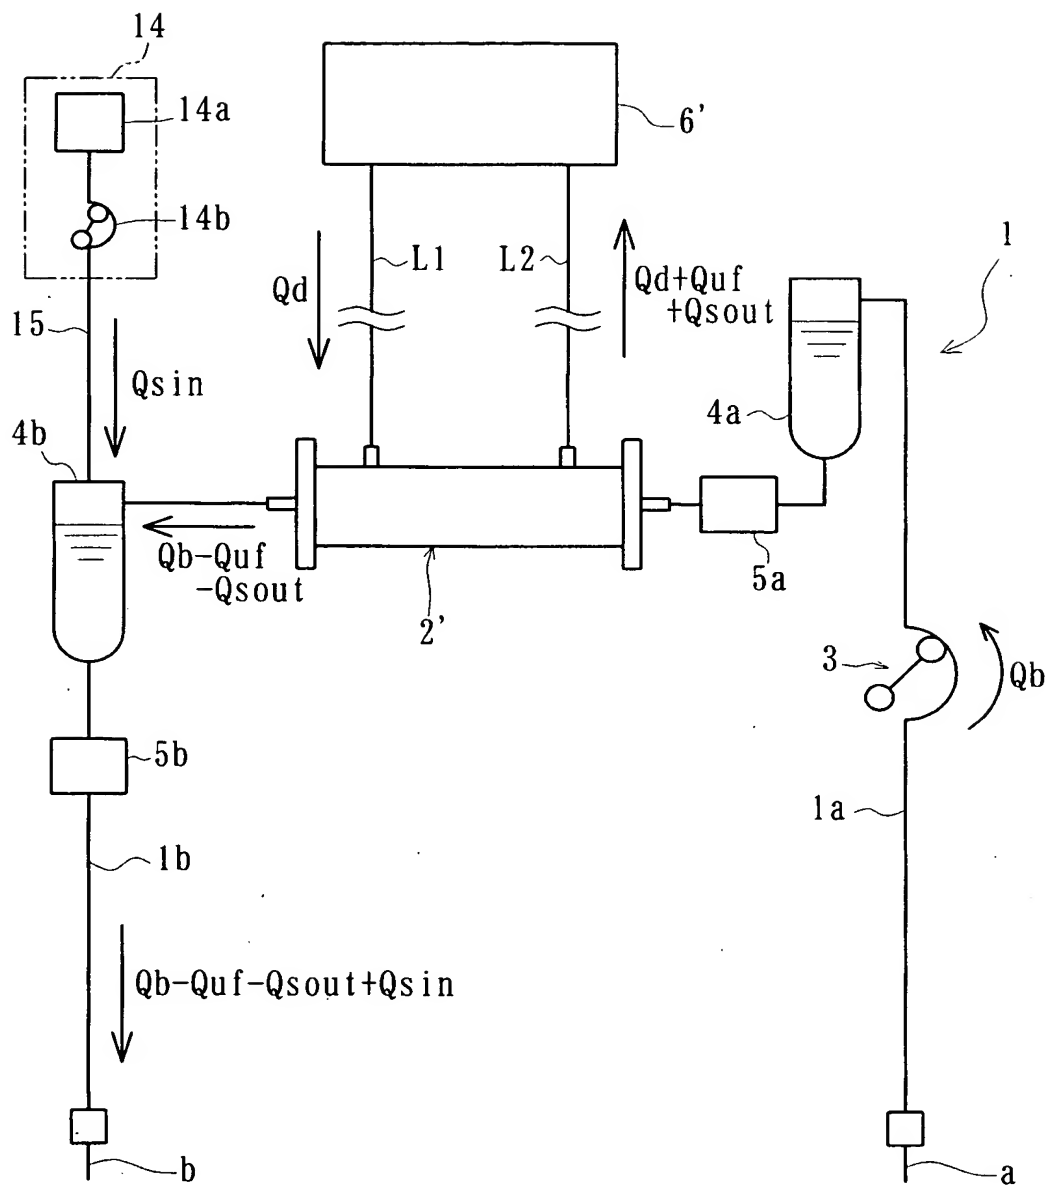 14
14a
6'
14b
1
L1
L2
Qd
Qd+Quf
+Qsout
15
Qsin
4a
4b
Qb-Quf
-Qsout
5a
2'
3
Qb
5b
1a
1b
Qb-Quf-Qsout+Qsin
b
a